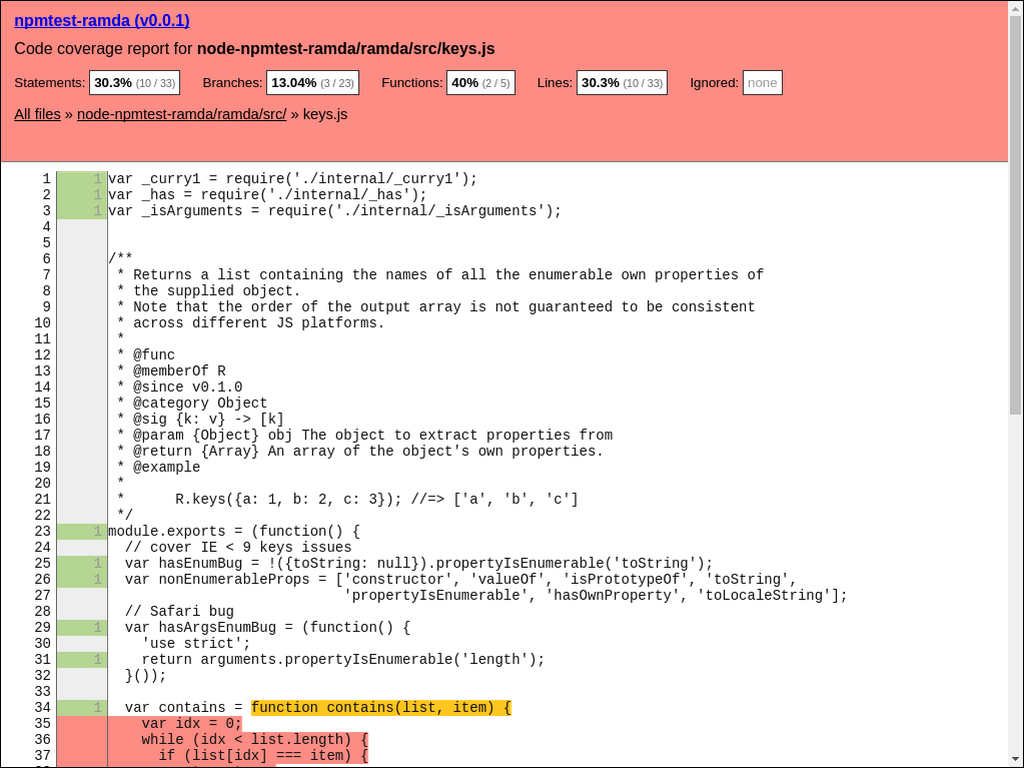 npmtest-ramda (v0.0.1)
Code coverage report for node-npmtest-ramda/ramda/src/keys.js
Statements: 30.3% (10 / 33) Branches: 13.04% (3 / 23) Functions: 40% (2 / 5) Lines: 30.3% (10 / 33) Ignored: none
All files » node-npmtest-ramda/ramda/src/ » keys.js
1 1 var _curry1 = require('./internal/_curry1');
2 1 var _has = require('./internal/_has');
3 1 var _isArguments = require('./internal/_isArguments');
4
5
6 /**
7  * Returns a list containing the names of all the enumerable own properties of
8  * the supplied object.
9  * Note that the order of the output array is not guaranteed to be consistent
10  * across different JS platforms.
11  *
12  * @func
13  * @memberOf R
14  * @since v0.1.0
15  * @category Object
16  * @sig {k: v} -> [k]
17  * @param {Object} obj The object to extract properties from
18  * @return {Array} An array of the object's own properties.
19  * @example
20  *
21  *      R.keys({a: 1, b: 2, c: 3}); //=> ['a', 'b', 'c']
22  */
23 1 module.exports = (function() {
24   // cover IE < 9 keys issues
25 1   var hasEnumBug = !({toString: null}).propertyIsEnumerable('toString');
26 1   var nonEnumerableProps = ['constructor', 'valueOf', 'isPrototypeOf', 'toString',
27                             'propertyIsEnumerable', 'hasOwnProperty', 'toLocaleString'];
28   // Safari bug
29 1   var hasArgsEnumBug = (function() {
30     'use strict';
31 1     return arguments.propertyIsEnumerable('length');
32   }());
33
34 1   var contains = function contains(list, item) {
35     var idx = 0;
36     while (idx < list.length) {
37       if (list[idx] === item) {